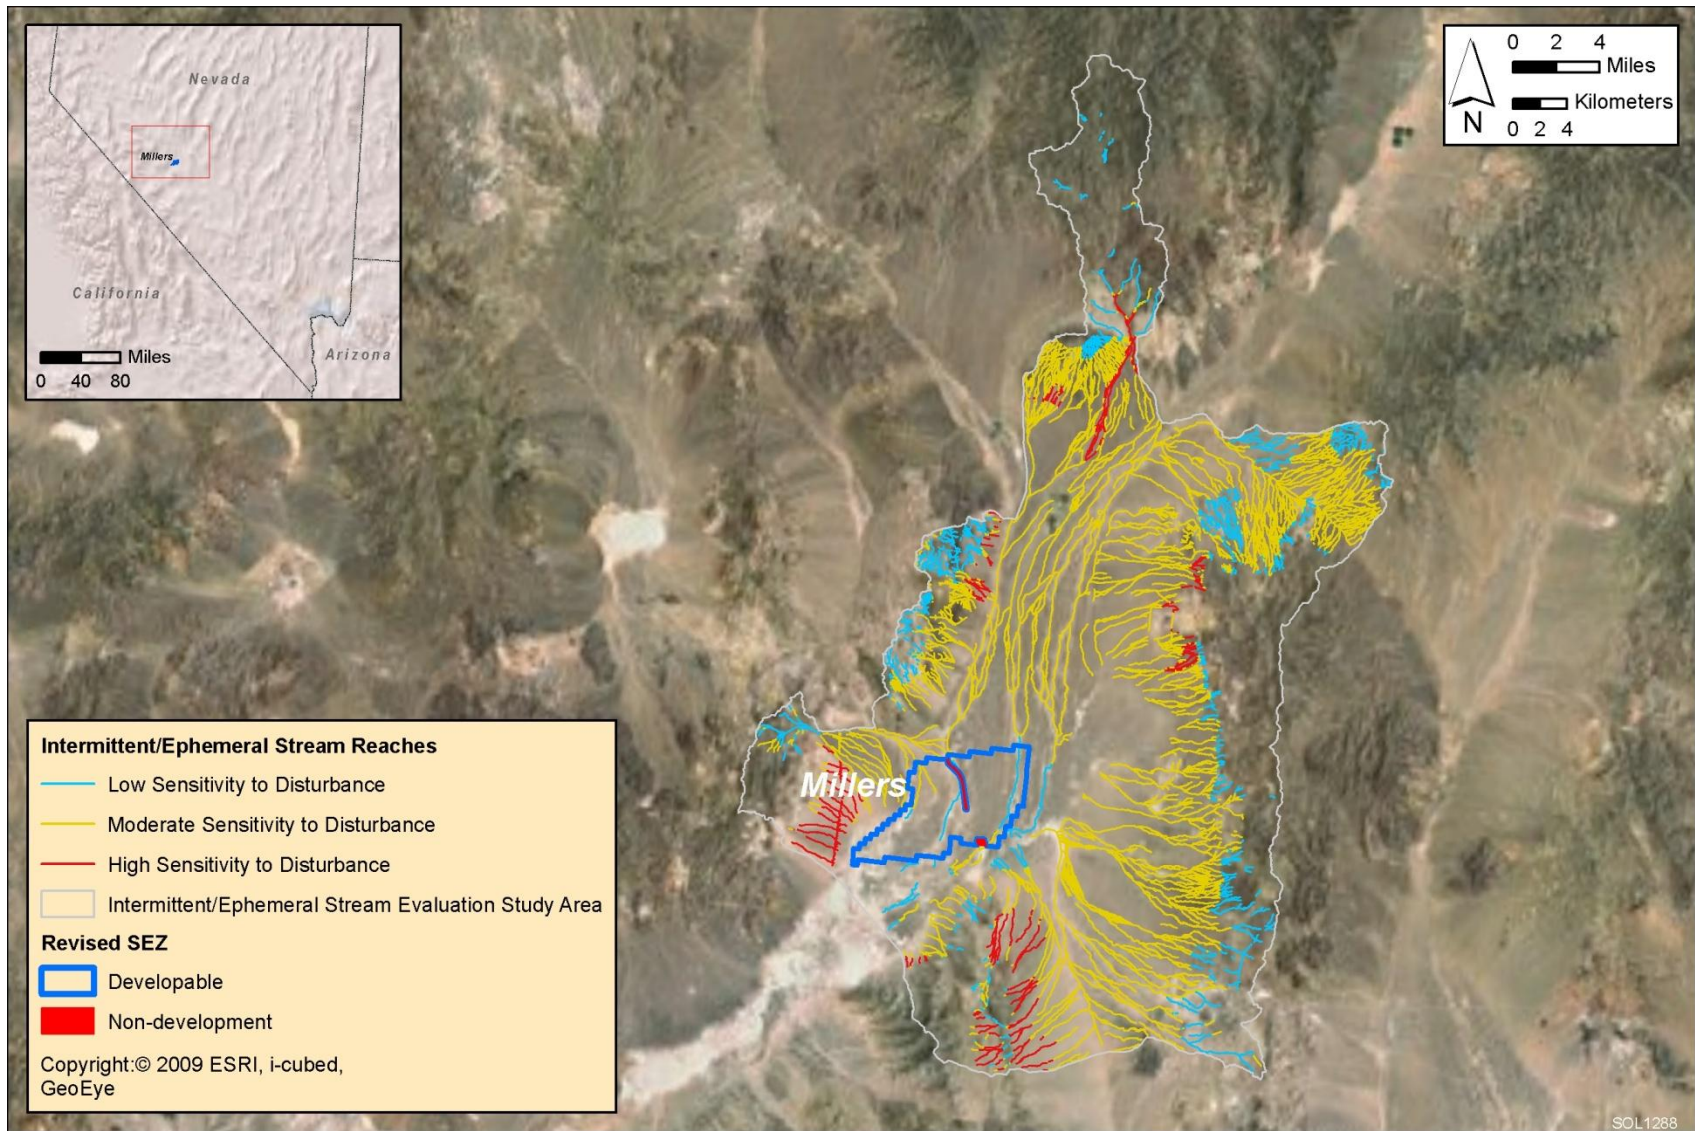 Nevada
Millers
California
Arizona
Miles
0 40 80
0 2 4
Miles
Kilometers
0 2 4
N
Millers
Intermittent/Ephemeral Stream Reaches
Low Sensitivity to Disturbance
Moderate Sensitivity to Disturbance
High Sensitivity to Disturbance
Intermittent/Ephemeral Stream Evaluation Study Area
Revised SEZ
Developable
Non-development
Copyright:© 2009 ESRI, i-cubed,
GeoEye
SOL1288